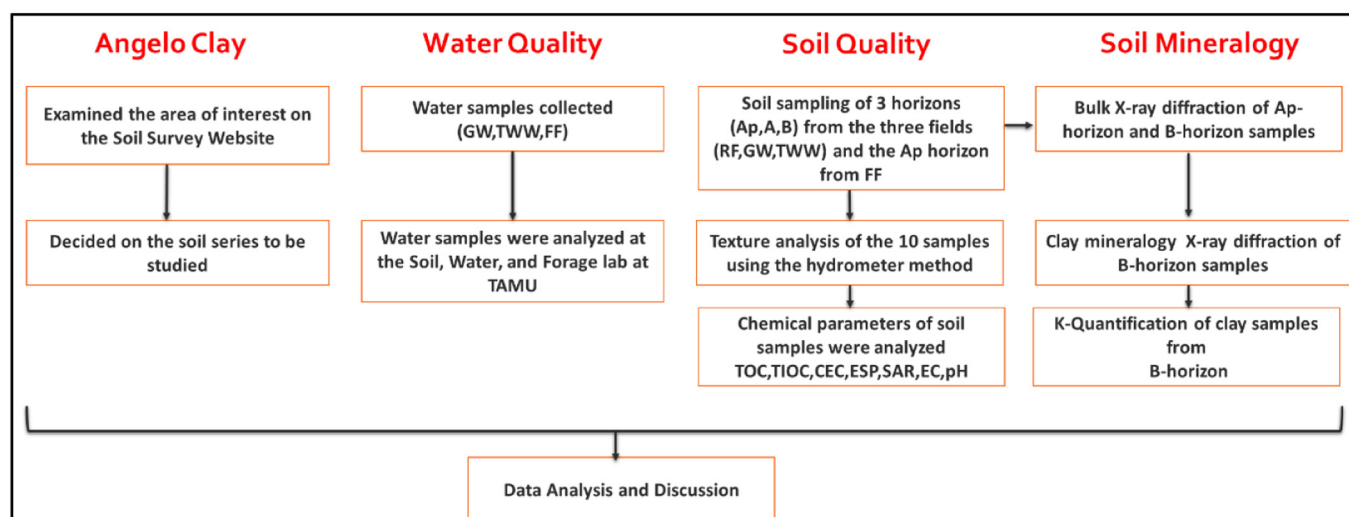 Angelo Clay
Water Quality
Soil Quality
Soil Mineralogy
Examined the area of interest on
the Soil Survey Website
Decided on the soil series to be
studied
Water samples collected
(GW,TWW,FF)
Water samples were analyzed at
the Soil, Water, and Forage lab at
TAMU
Soil sampling of 3 horizons
(Ap,A,B) from the three fields
(RF,GW,TWW) and the Ap horizon
from FF
Texture analysis of the 10 samples
using the hydrometer method
Chemical parameters of soil
samples were analyzed
TOC,TIOC,CEC,ESP,SAR,EC,pH
Bulk X-ray diffraction of Ap-
horizon and B-horizon samples
Clay mineralogy X-ray diffraction of
B-horizon samples
K-Quantification of clay samples
from
B-horizon
Data Analysis and Discussion